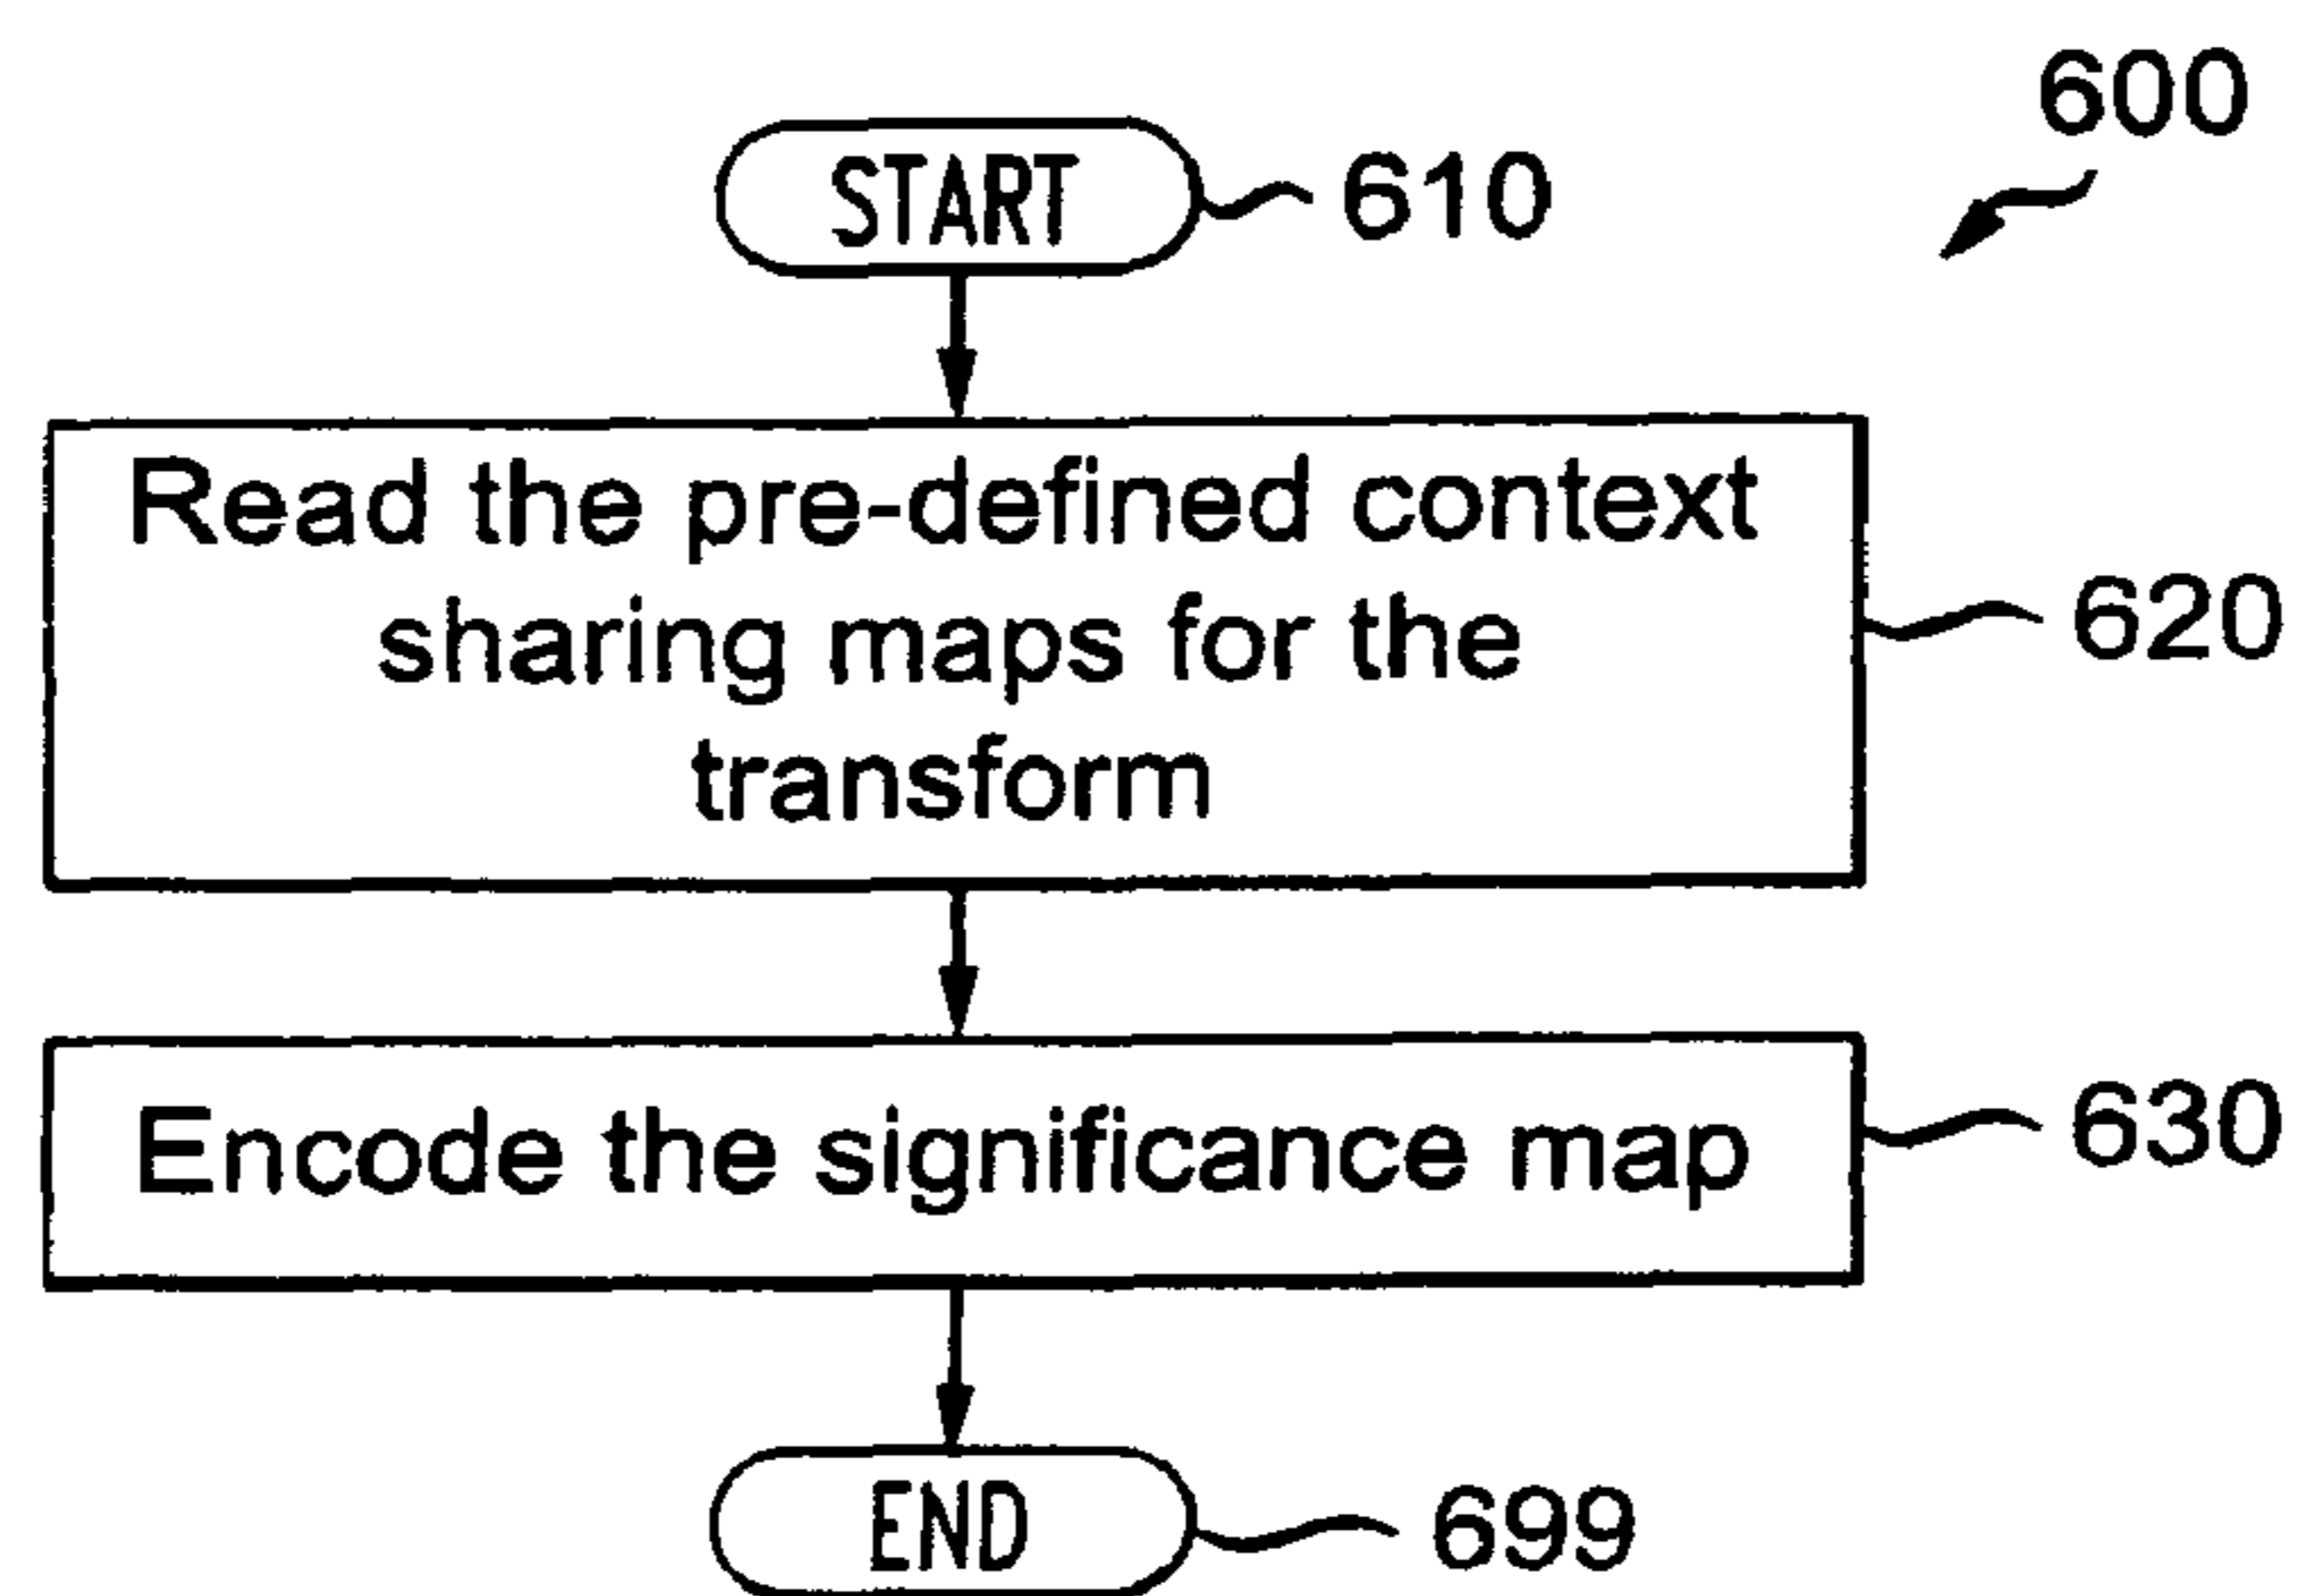 600
START 610
Read the pre-defined context
sharing maps for the
transform
620
Encode the significance map 630
END 699